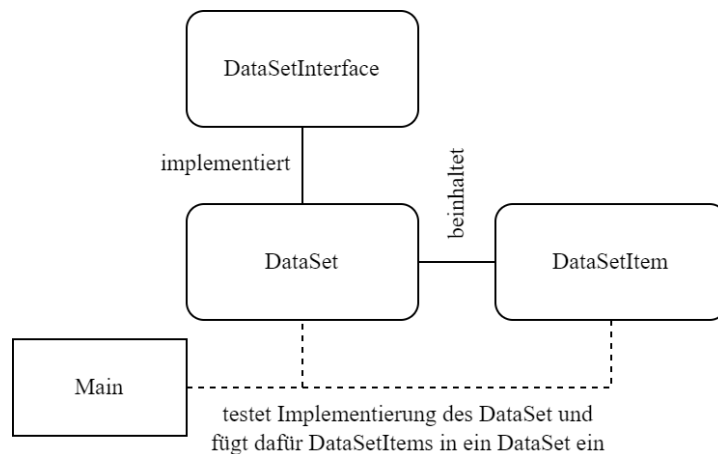 DataSetInterface
implementiert
beinhaltet
DataSet
DataSetItem
Main
testet Implementierung des DataSet und
fügt dafür DataSetItems in ein DataSet ein